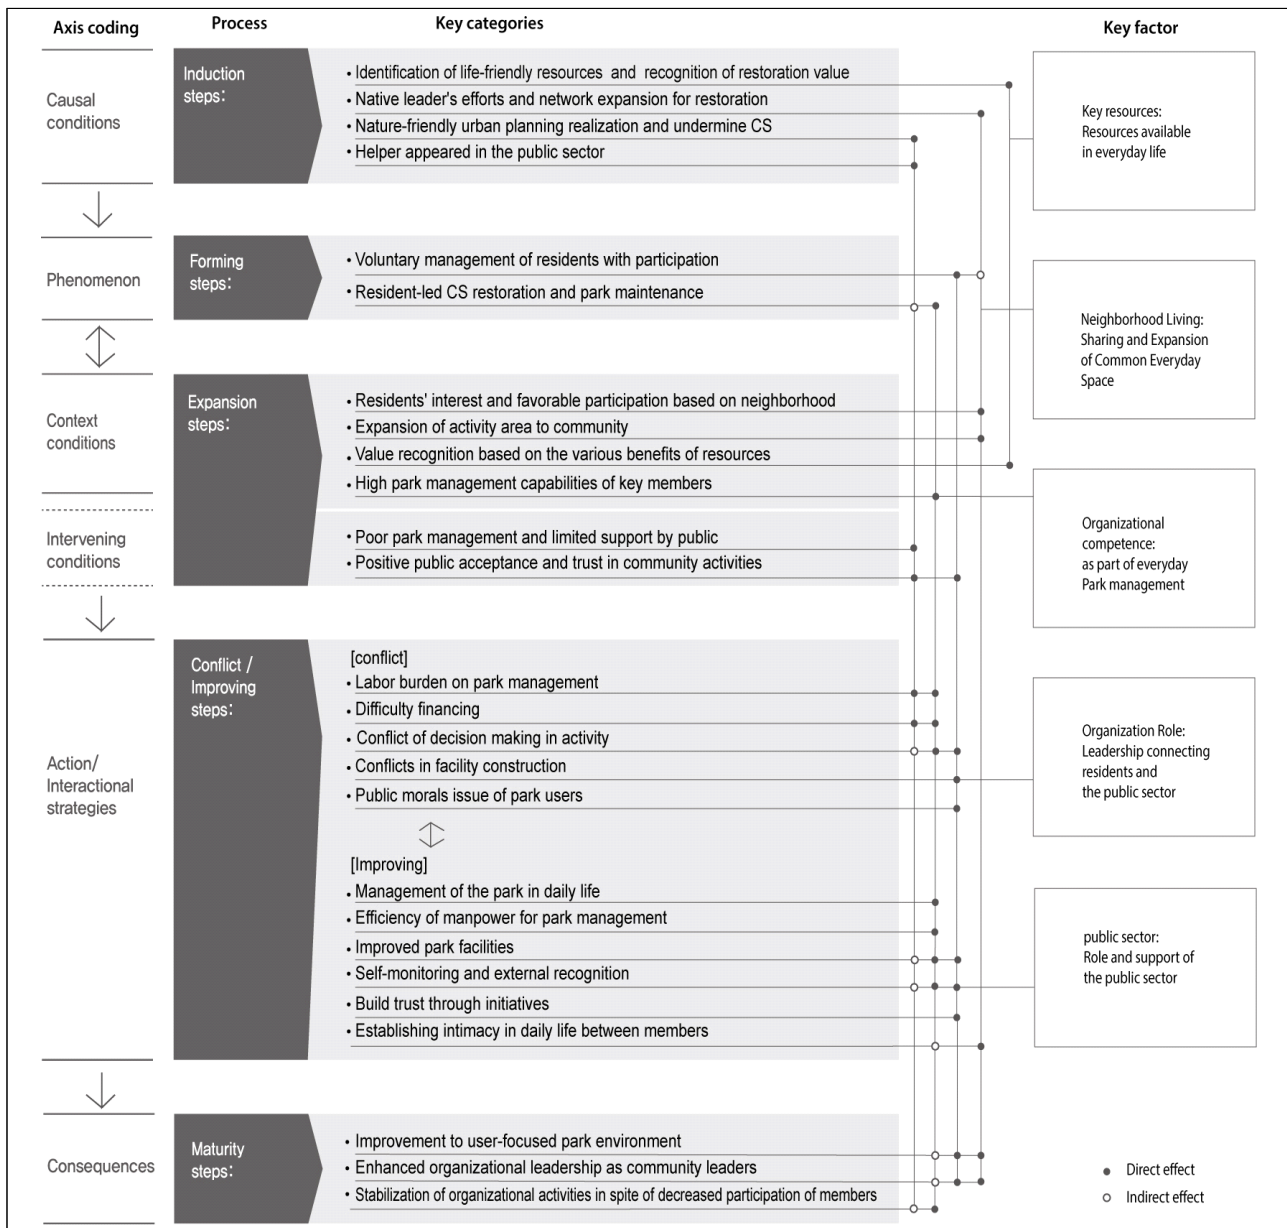 Axis coding
Process
Key categories
Key factor
Causal
conditions
Induction
steps:
• Identification of life-friendly resources and recognition of restoration value
• Native leader's efforts and network expansion for restoration
• Nature-friendly urban planning realization and undermine CS
• Helper appeared in the public sector
Key resources:
Resources available
in everyday life
Phenomenon
Forming
steps:
• Voluntary management of residents with participation
• Resident-led CS restoration and park maintenance
Neighborhood Living:
Sharing and Expansion
of Common Everyday
Space
Context
conditions
Expansion
steps:
• Residents' interest and favorable participation based on neighborhood
• Expansion of activity area to community
• Value recognition based on the various benefits of resources
• High park management capabilities of key members
Intervening
conditions
• Poor park management and limited support by public
• Positive public acceptance and trust in community activities
Organizational
competence:
as part of everyday
Park management
Action/
Interactional
strategies
Conflict /
Improving
steps:
[conflict]
• Labor burden on park management
• Difficulty financing
• Conflict of decision making in activity
• Conflicts in facility construction
• Public morals issue of park users
Organization Role:
Leadership connecting
residents and
the public sector
[Improving]
• Management of the park in daily life
• Efficiency of manpower for park management
• Improved park facilities
• Self-monitoring and external recognition
• Build trust through initiatives
• Establishing intimacy in daily life between members
public sector:
Role and support of
the public sector
Consequences
Maturity
steps:
• Improvement to user-focused park environment
• Enhanced organizational leadership as community leaders
• Stabilization of organizational activities in spite of decreased participation of members
Direct effect
Indirect effect